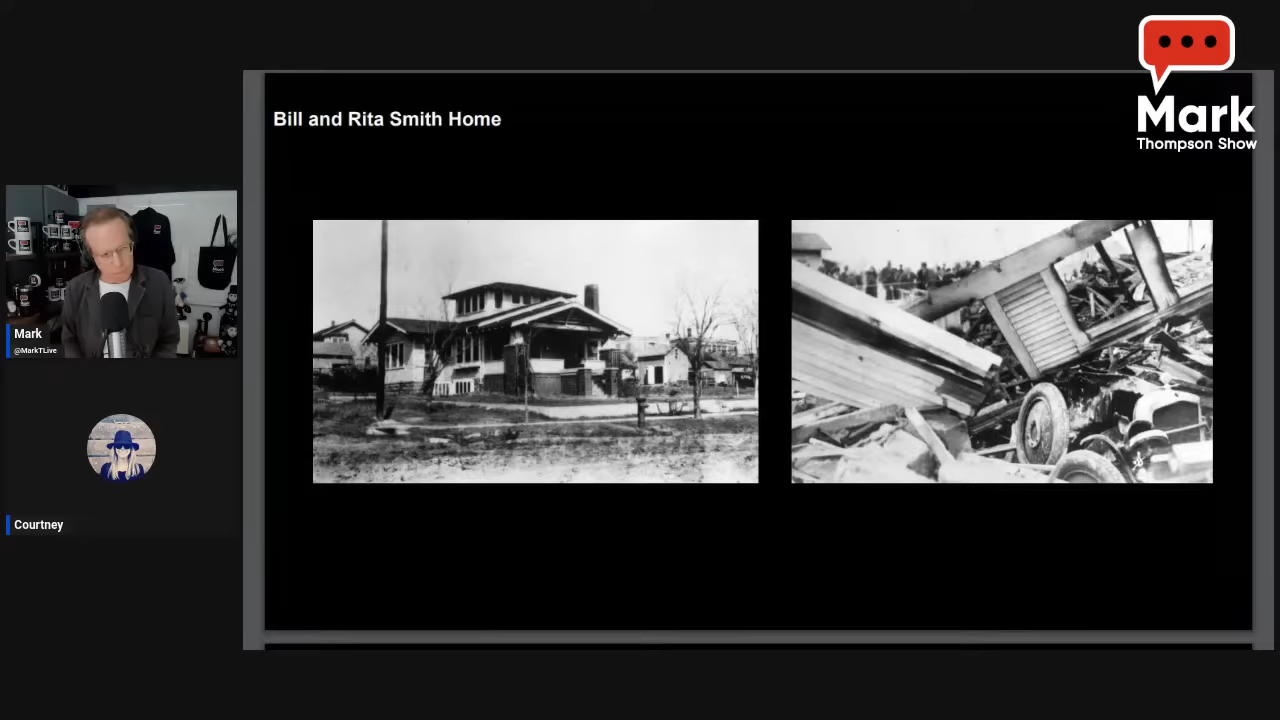 Bill and Rita Smith Home
Mark
Thompson Show
Mark
@MarkTLive
Courtney